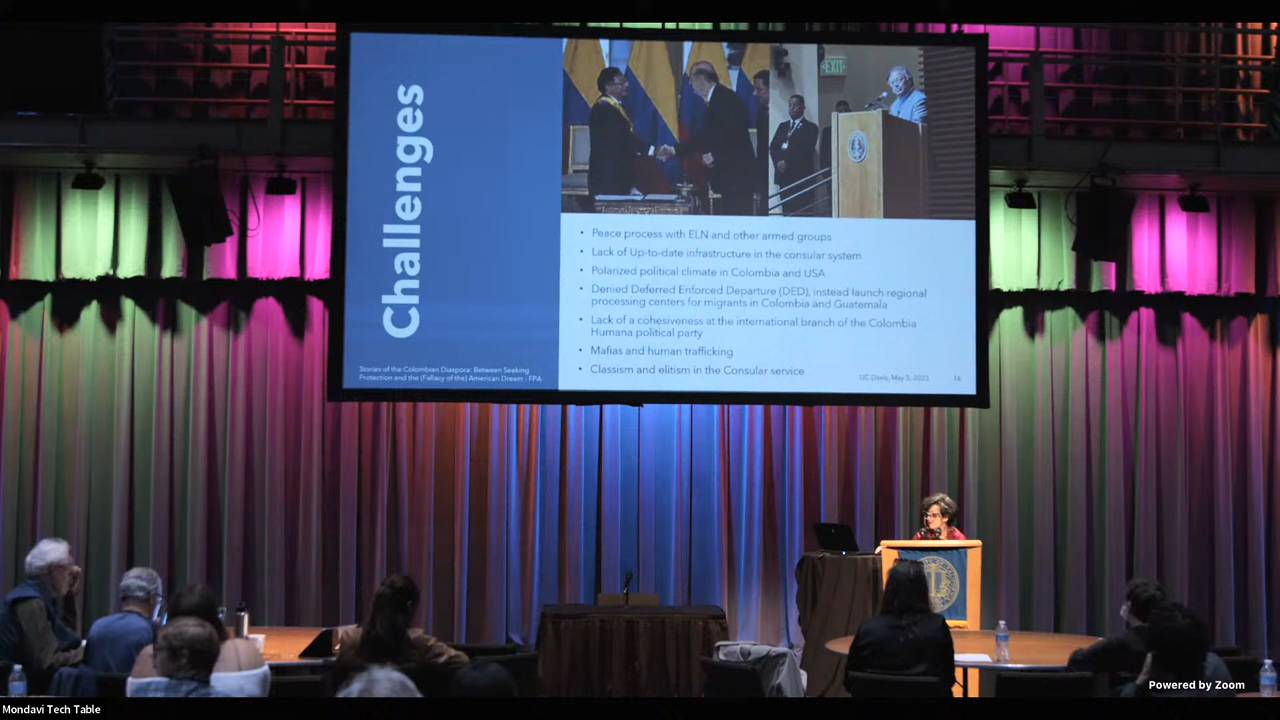 EXIT
Challenges
• Peace process with ELN and other armed groups
• Lack of Up-to-date infrastructure in the consular system
• Polarized political climate in Colombia and USA
• Denied Deferred Enforced Departure (DED), instead launch regional
processing centers for migrants in Colombia and Guatemala
• Lack of a cohesiveness at the international branch of the Colombia
Humana political party
• Mafias and human trafficking
• Classism and elitism in the Consular service
Stories of the Colombian Diaspora: Between Seeking
Protection and the (Fallacy of the) American Dream - FPA
UC Davis, May 5, 2023 16
Powered by Zoom
Mondavi Tech Table